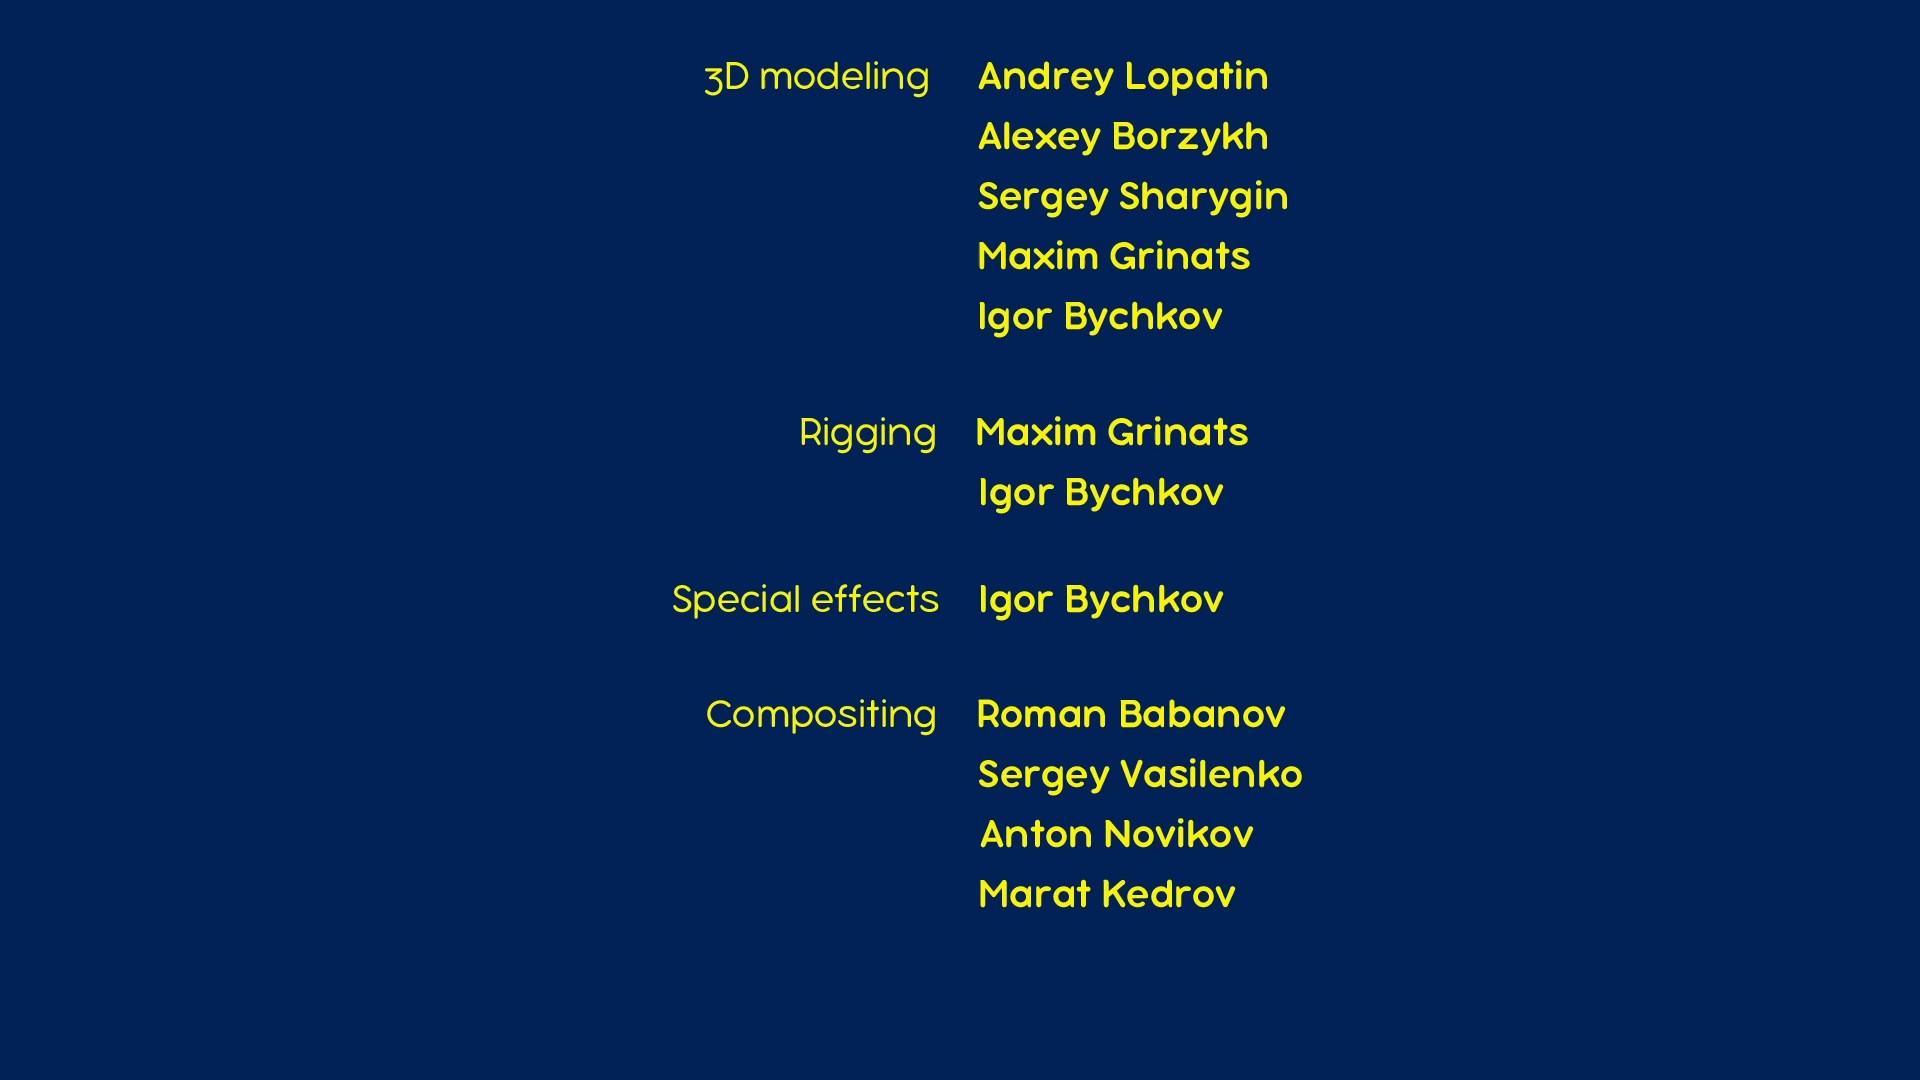 3D modeling Andrey Lopatin
Alexey Borzykh
Sergey Sharygin
Maxim Grinats
Igor Bychkov
Rigging Maxim Grinats
Igor Bychkov
Special effects Igor Bychkov
Compositing Roman Babanov
Sergey Vasilenko
Anton Novikov
Marat Kedrov